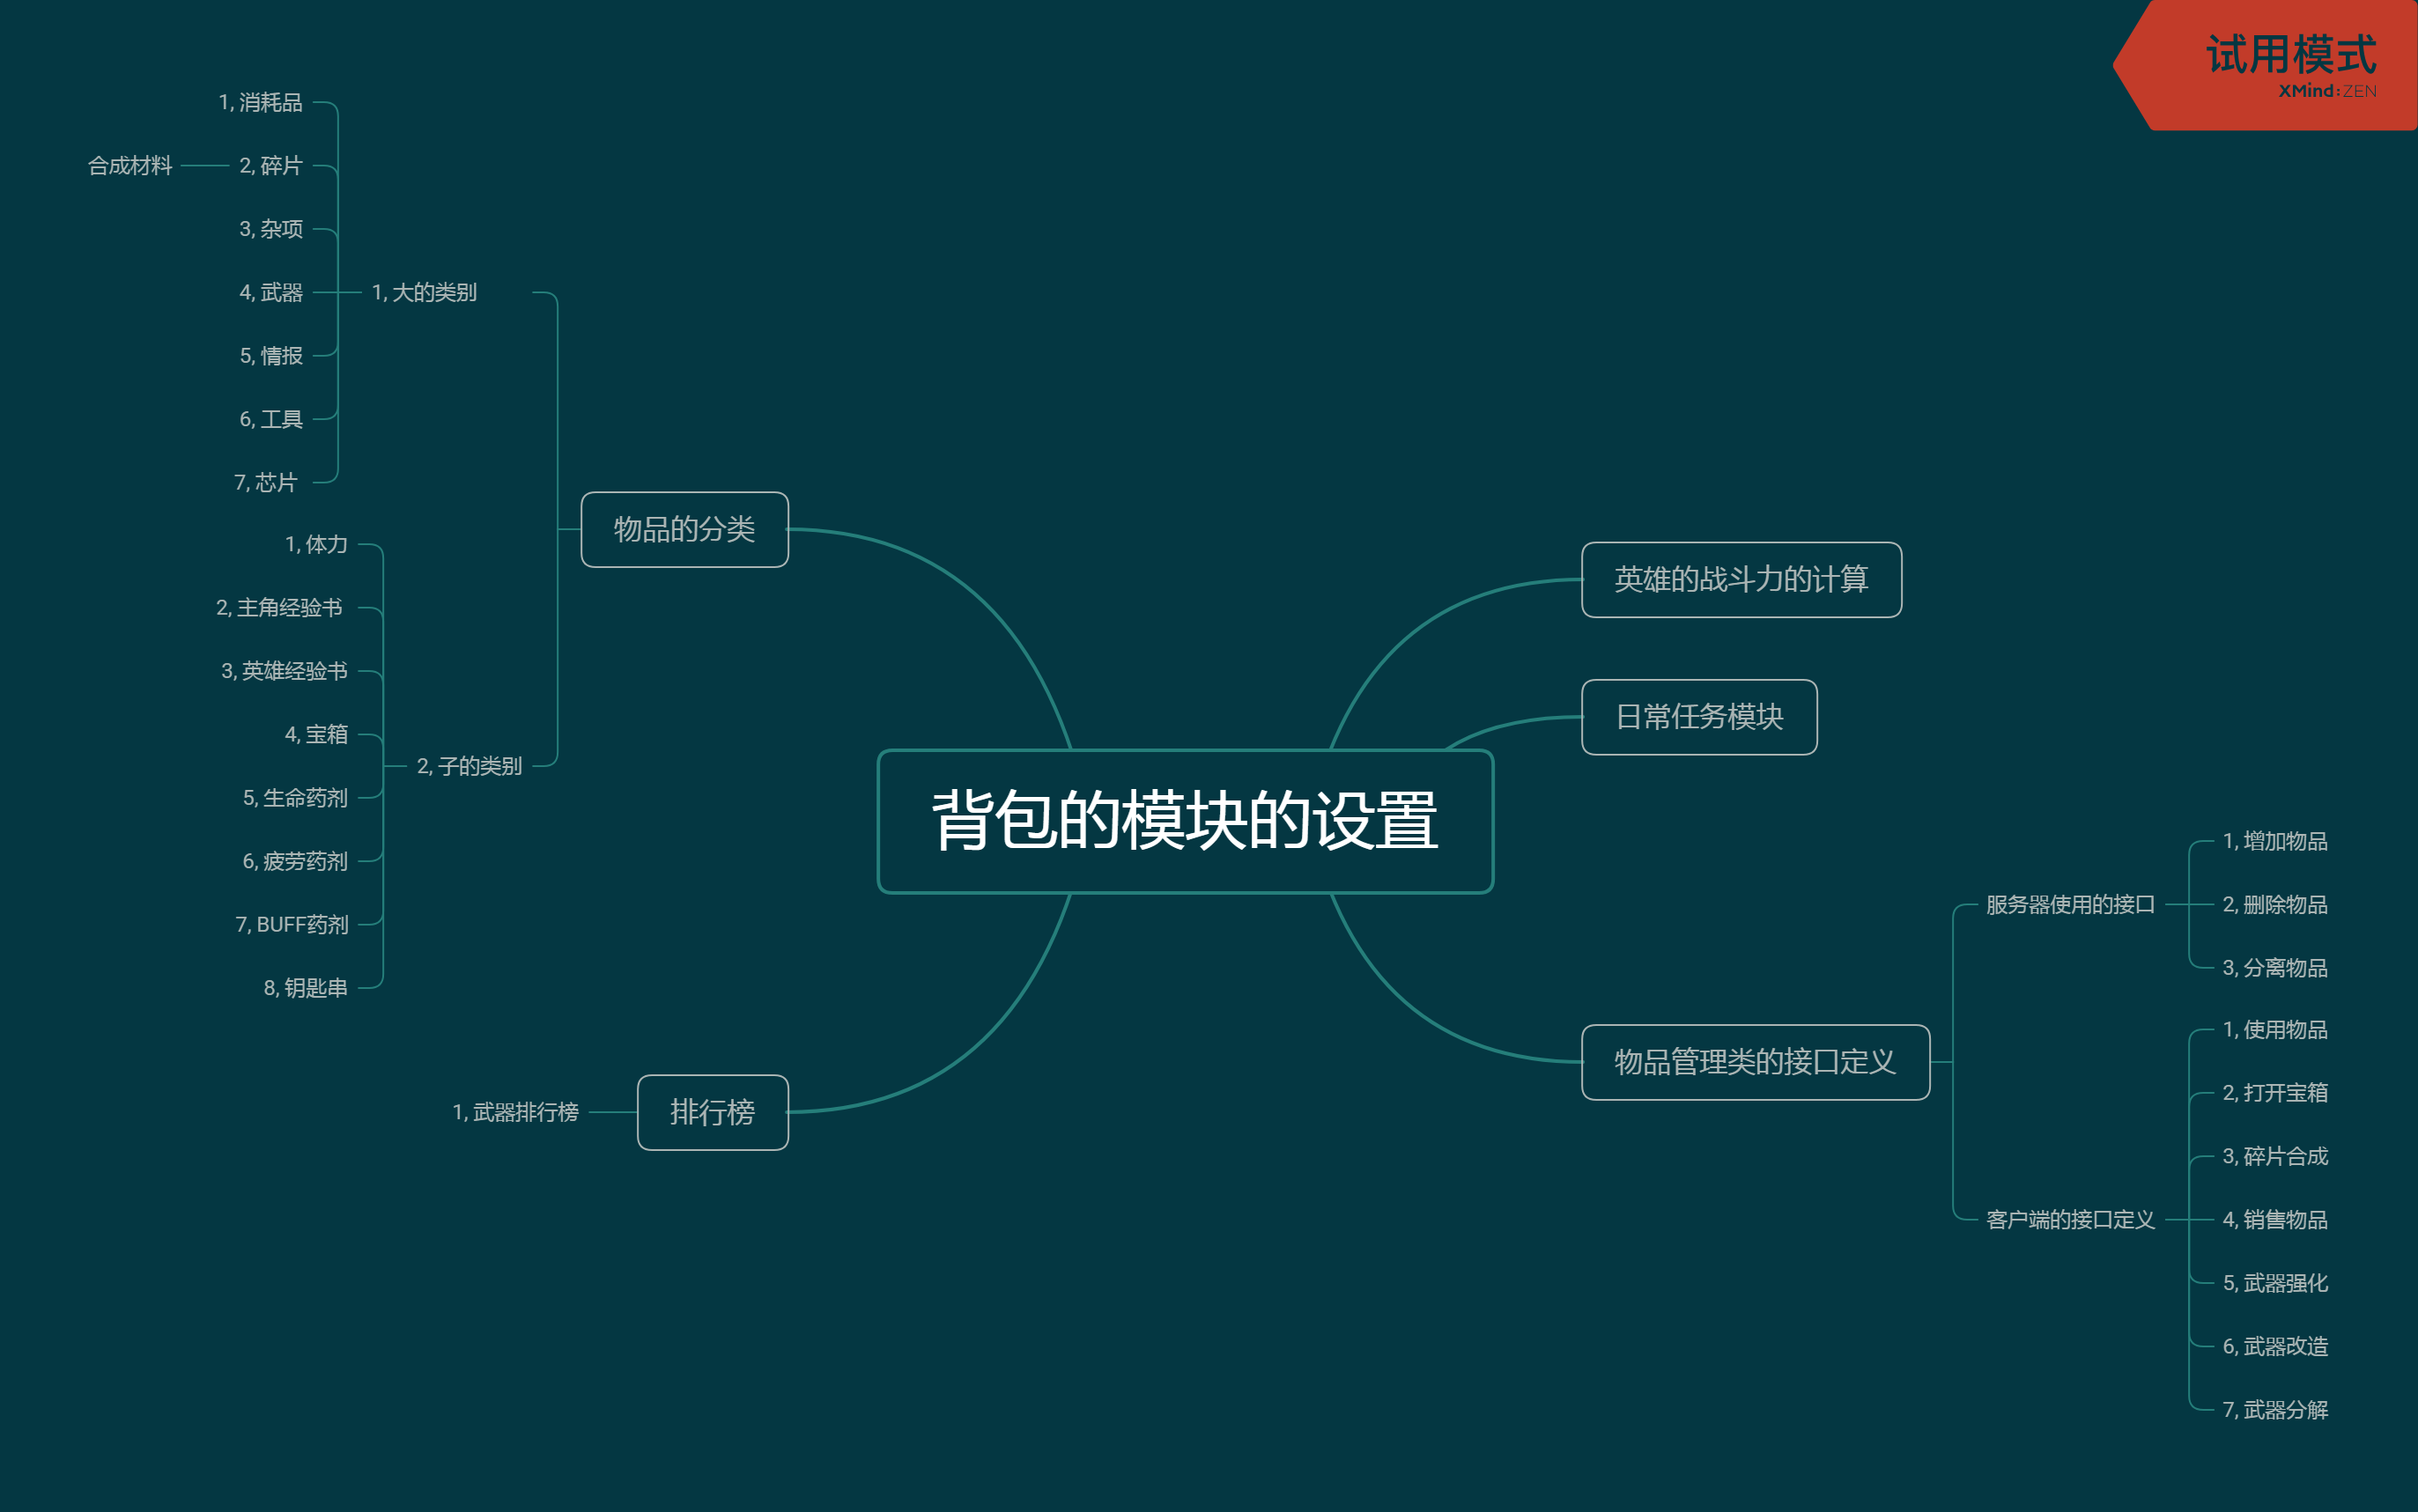 试用模式
XMind:ZEN
背包的模块的设置
英雄的战斗力的计算
日常任务模块
物品管理类的接口定义
服务器使用的接口
1, 增加物品
2, 删除物品
3, 分离物品
客户端的接口定义
1, 使用物品
2, 打开宝箱
3, 碎片合成
4, 销售物品
5, 武器强化
6, 武器改造
7, 武器分解
物品的分类
1, 大的类别
1, 消耗品
2, 碎片
合成材料
3, 杂项
4, 武器
5, 情报
6, 工具
7, 芯片
2, 子的类别
1, 体力
2, 主角经验书
3, 英雄经验书
4, 宝箱
5, 生命药剂
6, 疲劳药剂
7, BUFF药剂
8, 钥匙串
排行榜
1, 武器排行榜